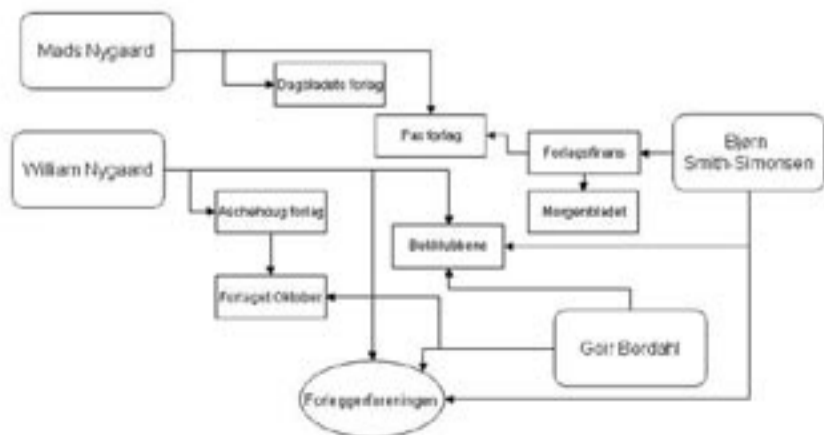 Mads Nygaard
Dagbladets forlag
Pax forlag
Forlagsfinans
Bjørn
Smith-Simonsen
William Nygaard
Aschehoug forlag
Morgenbladet
Bokklubbene
Forlaget Oktober
Geir Berdahl
Forleggerforeningen